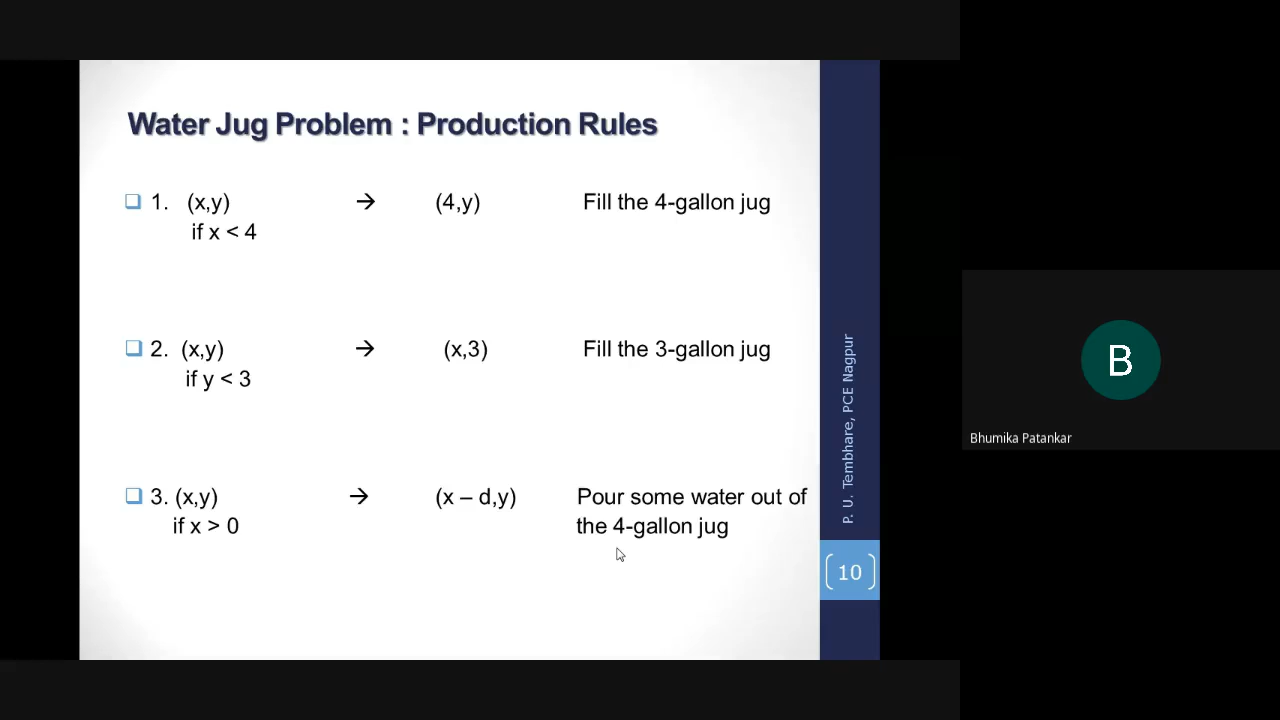 Water Jug Problem : Production Rules
1. (x,y) → (4,y) Fill the 4-gallon jug
if x < 4
2. (x,y) → (x,3) Fill the 3-gallon jug
if y < 3
3. (x,y) → (x – d,y) Pour some water out of
if x > 0 the 4-gallon jug
P. U. Tembhare, PCE Nagpur
10
B
Bhumika Patankar